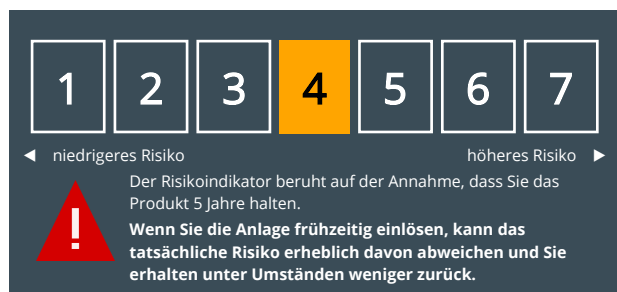 1 2 3 4 5 6 7
niedrigeres Risiko höheres Risiko
Der Risikoindikator beruht auf der Annahme, dass Sie das
Produkt 5 Jahre halten.
Wenn Sie die Anlage frühzeitig einlösen, kann das
tatsächliche Risiko erheblich davon abweichen und Sie
erhalten unter Umständen weniger zurück.